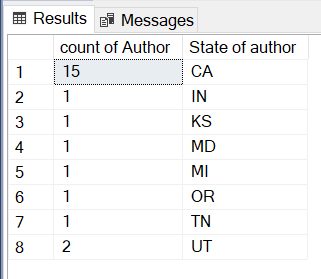 Results Messages
count of Author State of author
1 15 CA
2 1 IN
3 1 KS
4 1 MD
5 1 MI
6 1 OR
7 1 TN
8 2 UT